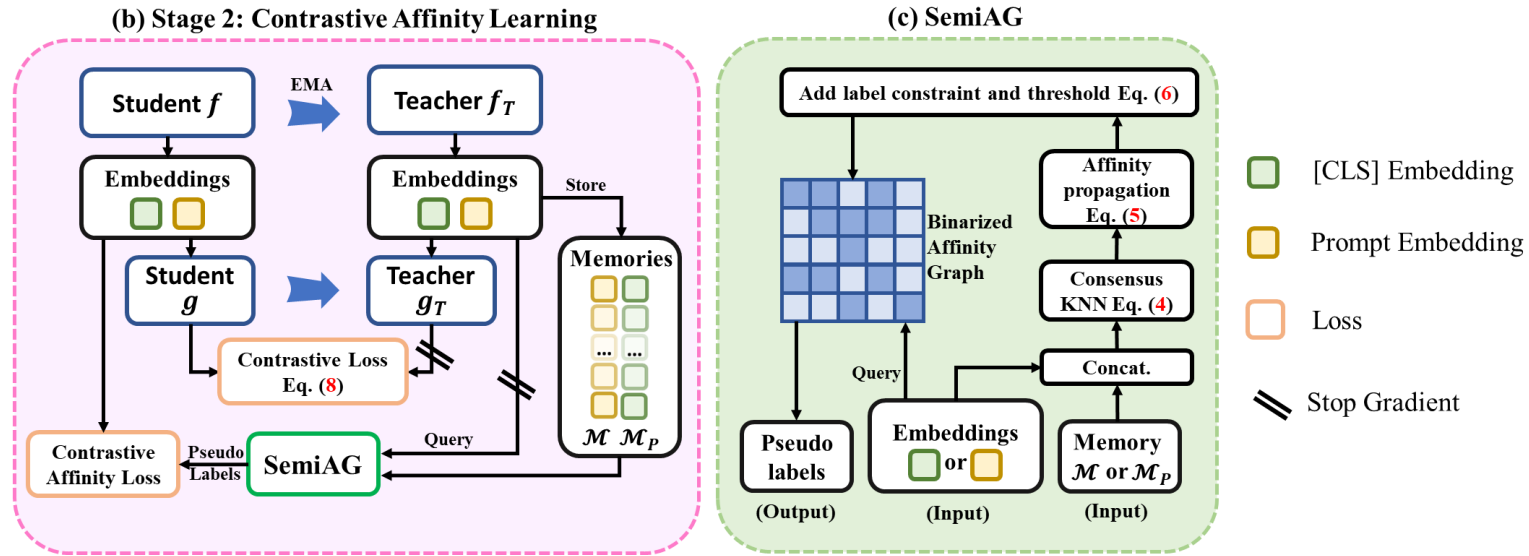 (b) Stage 2: Contrastive Affinity Learning
Student f
EMA
Teacher f_T
Embeddings
Embeddings
Store
Student
g
Teacher
g_T
Memories
... ...
ℳ ℳ_P
Contrastive Loss
Eq. (8)
Query
Contrastive
Affinity Loss
Pseudo
Labels
SemiAG
(c) SemiAG
Add label constraint and threshold Eq. (6)
Affinity
propagation
Eq. (5)
Binarized
Affinity
Graph
Consensus
KNN Eq. (4)
Query
Concat.
Pseudo
labels
(Output)
Embeddings
or
(Input)
Memory
ℳ or ℳ_P
(Input)
[CLS] Embedding
Prompt Embedding
Loss
Stop Gradient